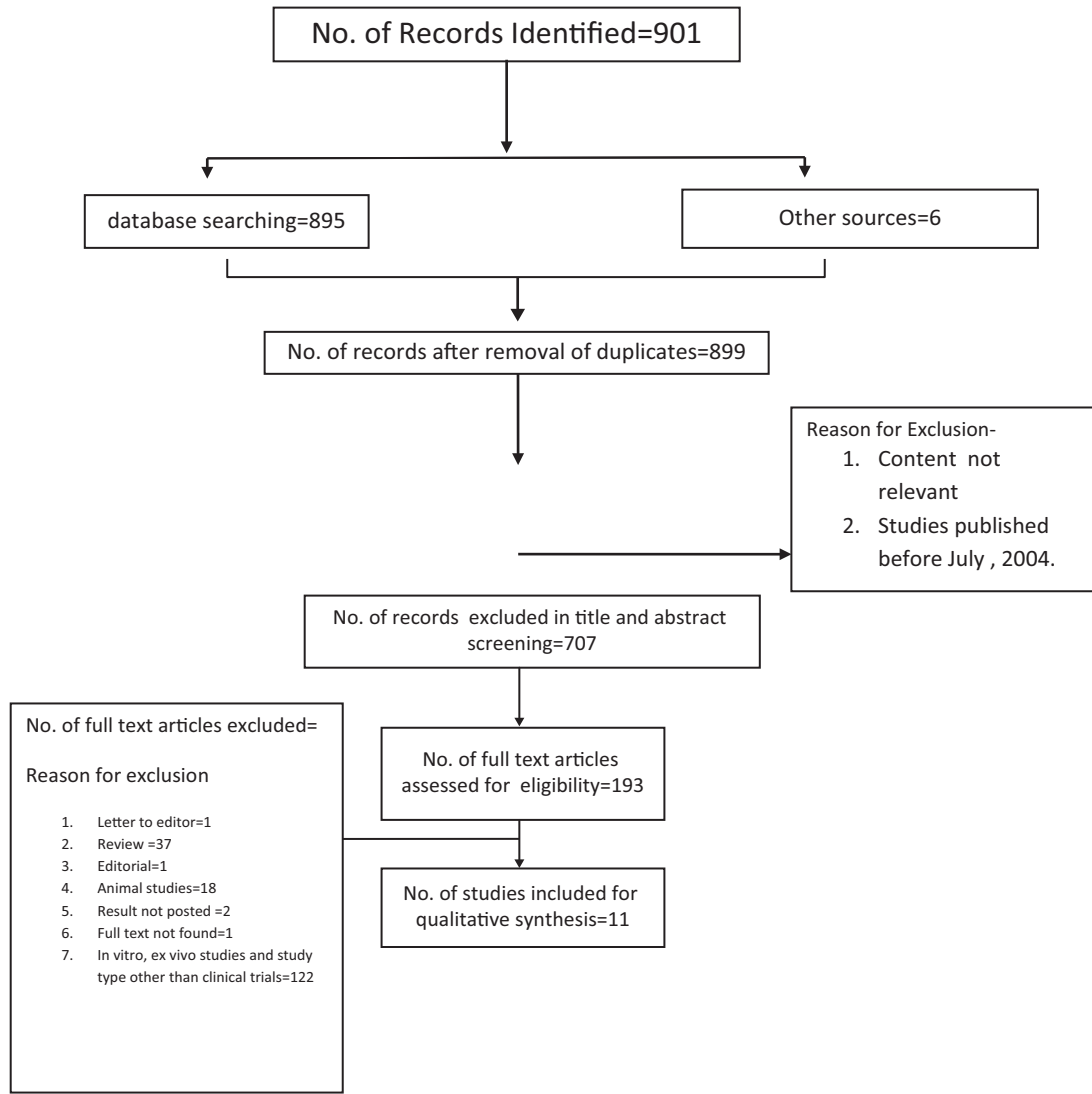 No. of Records Identified=901
database searching=895
Other sources=6
No. of records after removal of duplicates=899
Reason for Exclusion-
1. Content not
relevant
2. Studies published
before July , 2004.
No. of records excluded in title and abstract
screening=707
No. of full text articles excluded=
Reason for exclusion
1. Letter to editor=1
2. Review =37
3. Editorial=1
4. Animal studies=18
5. Result not posted =2
6. Full text not found=1
7. In vitro, ex vivo studies and study
type other than clinical trials=122
No. of full text articles
assessed for eligibility=193
No. of studies included for
qualitative synthesis=11